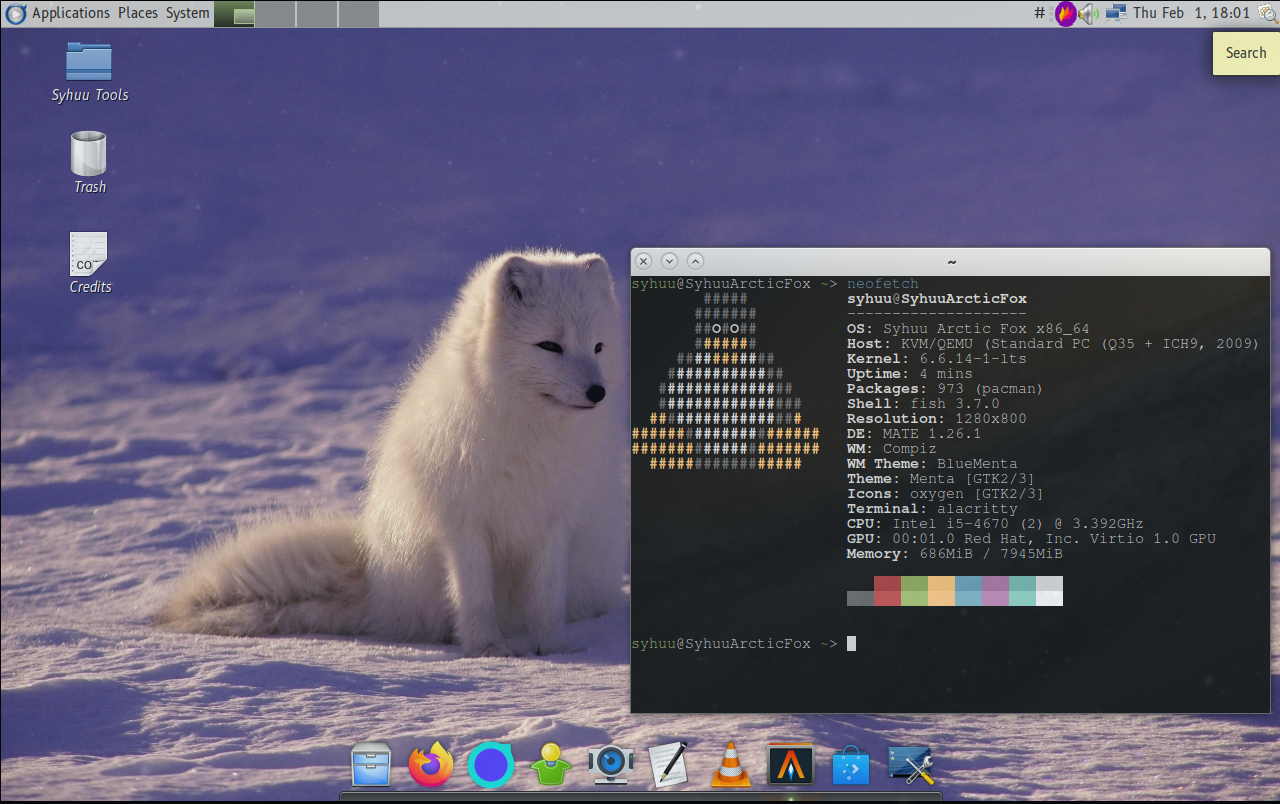 Applications Places System
# Thu Feb 1, 18:01
Search
Syhuu Tools
Trash
CO
Credits
~
syhuu@SyhuuArcticFox ~> neofetch
##### syhuu@SyhuuArcticFox
####### --------------------
##O#O## OS: Syhuu Arctic Fox x86_64
####### Host: KVM/QEMU (Standard PC (Q35 + ICH9, 2009)
########### Kernel: 6.6.14-1-lts
############# Uptime: 4 mins
############### Packages: 973 (pacman)
################ Shell: fish 3.7.0
################# Resolution: 1280x800
##################### DE: MATE 1.26.1
##################### WM: Compiz
################# WM Theme: BlueMenta
Theme: Menta [GTK2/3]
Icons: oxygen [GTK2/3]
Terminal: alacritty
CPU: Intel i5-4670 (2) @ 3.392GHz
GPU: 00:01.0 Red Hat, Inc. Virtio 1.0 GPU
Memory: 686MiB / 7945MiB
syhuu@SyhuuArcticFox ~>